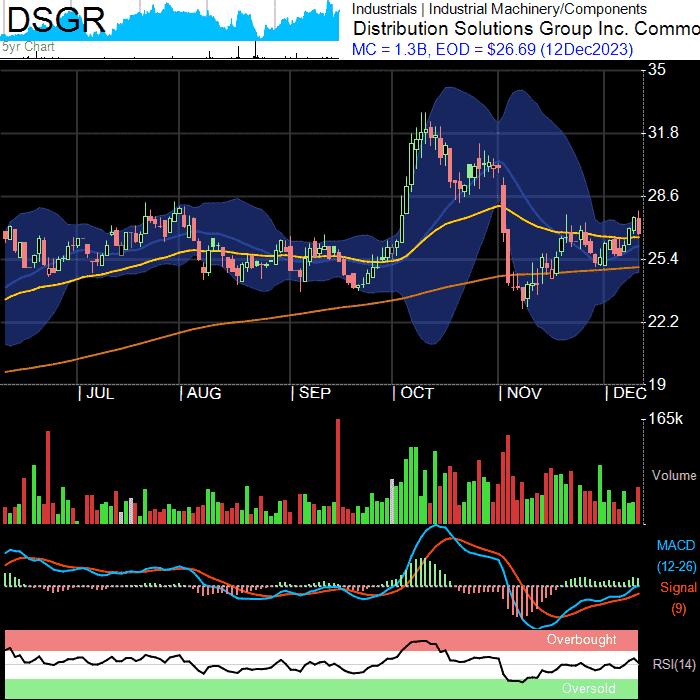 DSGR
5yr Chart
Industrials | Industrial Machinery/Components
Distribution Solutions Group Inc. Commo
MC = 1.3B, EOD = $26.69 (12Dec2023)
35
31.8
28.6
25.4
22.2
19
| JUL | AUG | SEP | OCT | NOV | DEC
165k
Volume
MACD
(12-26)
Signal
(9)
Overbought
RSI(14)
Oversold